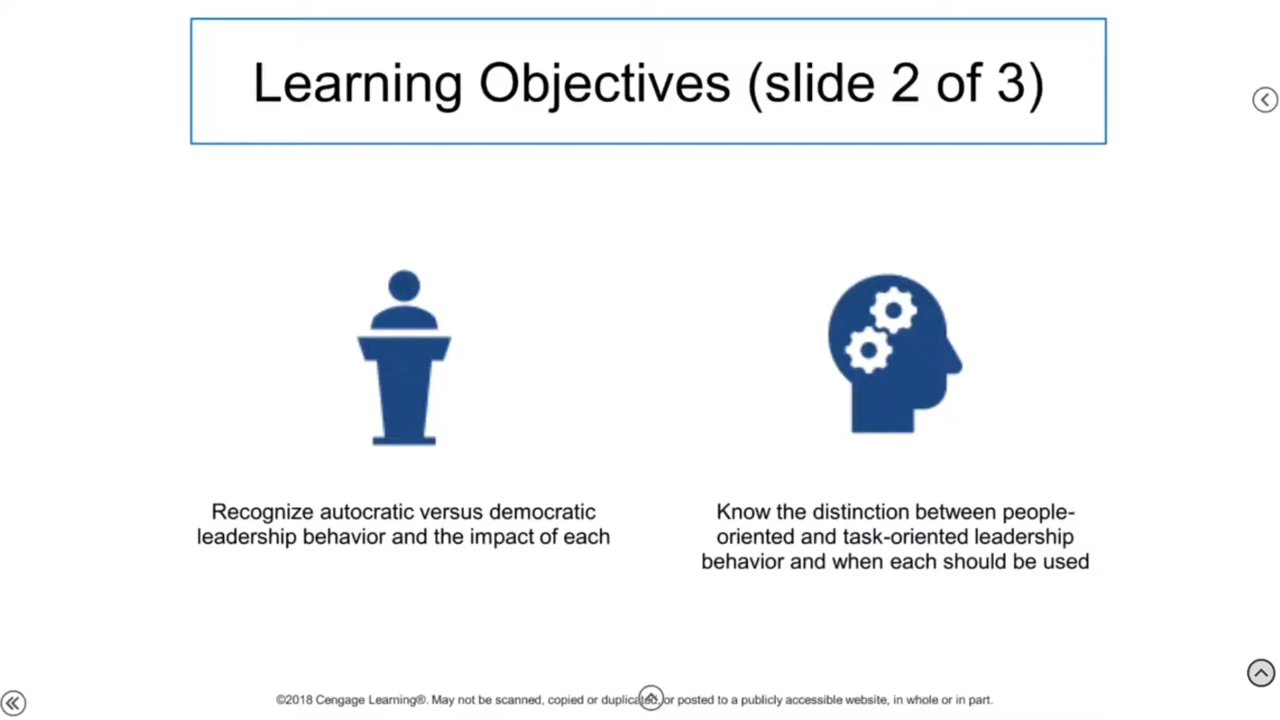 Learning Objectives (slide 2 of 3)
Recognize autocratic versus democratic
leadership behavior and the impact of each
Know the distinction between people-
oriented and task-oriented leadership
behavior and when each should be used
©2018 Cengage Learning®. May not be scanned, copied or duplicated, or posted to a publicly accessible website, in whole or in part.